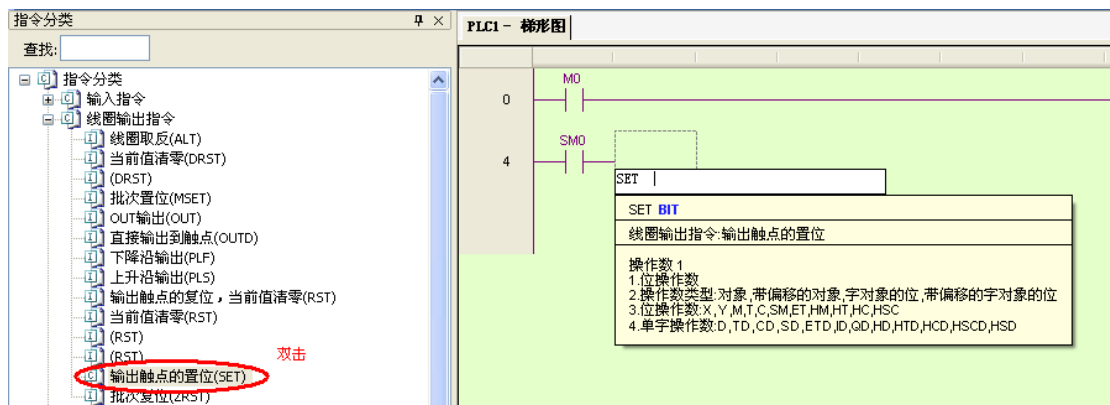 指令分类
查找:
指令分类
输入指令
线圈输出指令
线圈取反(ALT)
当前值清零(DRST)
(DRST)
批次置位(MSET)
OUT输出(OUT)
直接输出到触点(OUTD)
下降沿输出(PLF)
上升沿输出(PLS)
输出触点的复位，当前值清零(RST)
当前值清零(RST)
(RST)
(RST)
双击
输出触点的置位(SET)
批次复位(ZRST)
PLC1 - 梯形图
M0
0
SM0
4
SET
SET BIT
线圈输出指令:输出触点的置位
操作数 1
1.位操作数
2.操作数类型:对象,带偏移的对象,字对象的位,带偏移的字对象的位
3.位操作数:X,Y,M,T,C,SM,ET,HM,HT,HC,HSC
4.单字操作数:D,TD,CD,SD,ETD,ID,QD,HD,HTD,HCD,HSCD,HSD